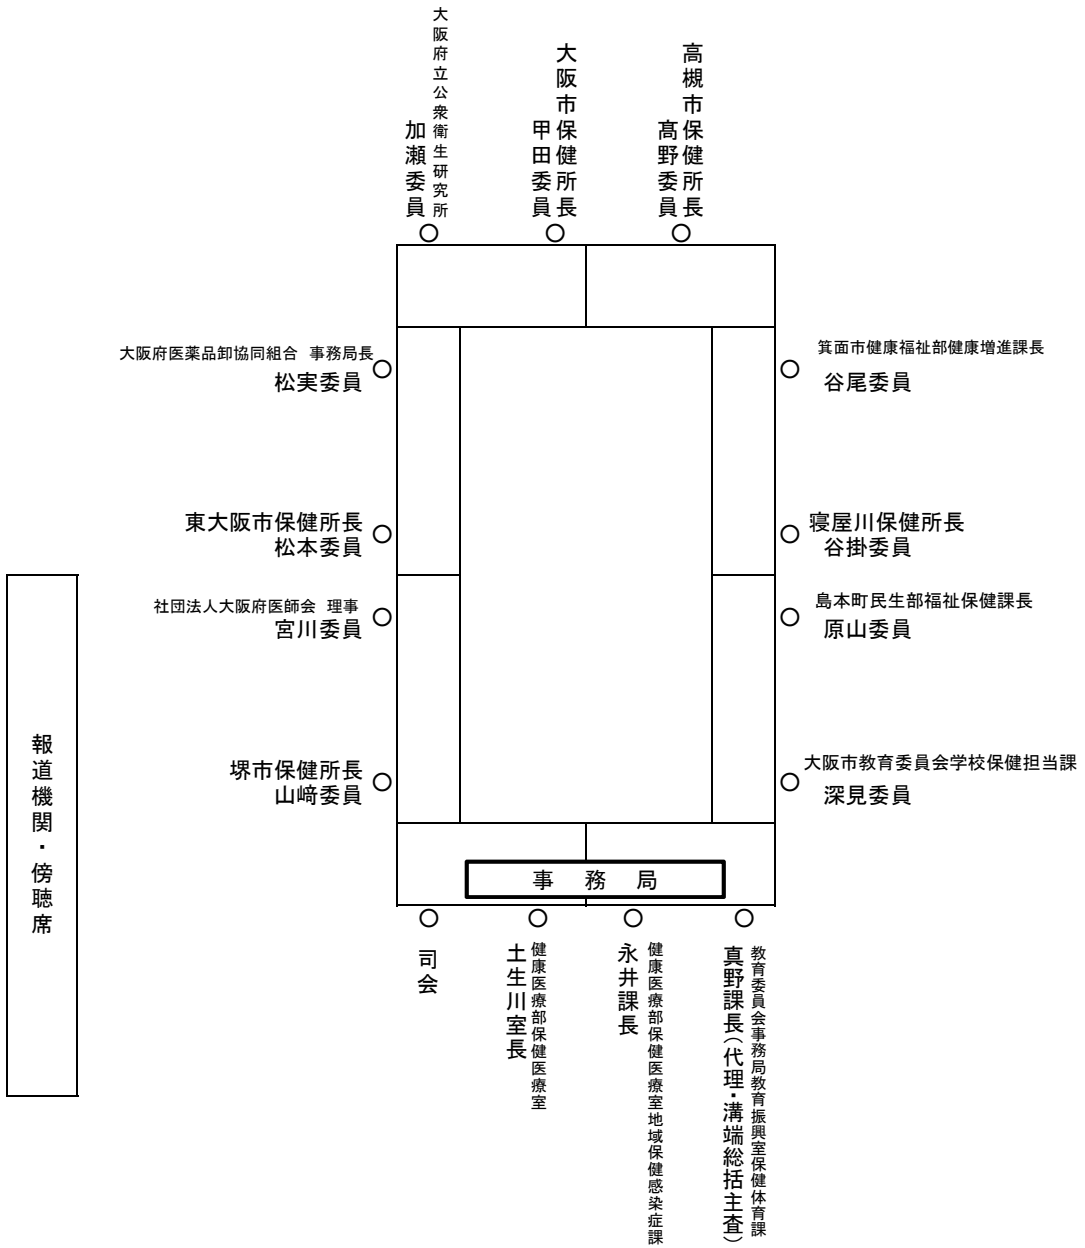 大阪府立公衆衛生研究所
加瀬委員
大阪市保健所長
甲田委員
高槻市保健所長
髙野委員
大阪府医薬品卸協同組合　事務局長
松実委員
箕面市健康福祉部健康増進課長
谷尾委員
東大阪市保健所長
松本委員
寝屋川保健所長
谷掛委員
社団法人大阪府医師会　理事
宮川委員
島本町民生部福祉保健課長
原山委員
堺市保健所長
山﨑委員
大阪市教育委員会学校保健担当課
深見委員
報道機関・傍聴席
事　務　局
司会
健康医療部保健医療室
土生川室長
健康医療部保健医療室地域保健感染症課
永井課長
教育委員会事務局教育振興室保健体育課
真野課長（代理・溝端総括主査）